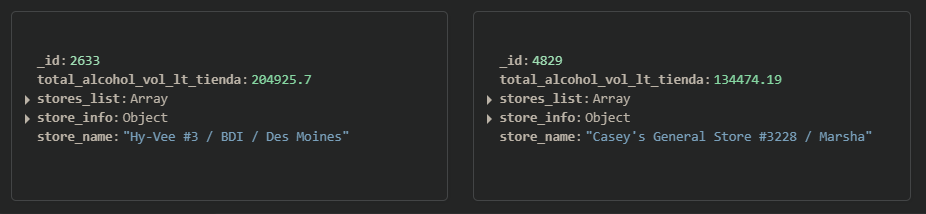 _id: 2633
total_alcohol_vol_lt_tienda: 204925.7
stores_list: Array
store_info: Object
store_name: "Hy-Vee #3 / BDI / Des Moines"
_id: 4829
total_alcohol_vol_lt_tienda: 134474.19
stores_list: Array
store_info: Object
store_name: "Casey's General Store #3228 / Marsha"